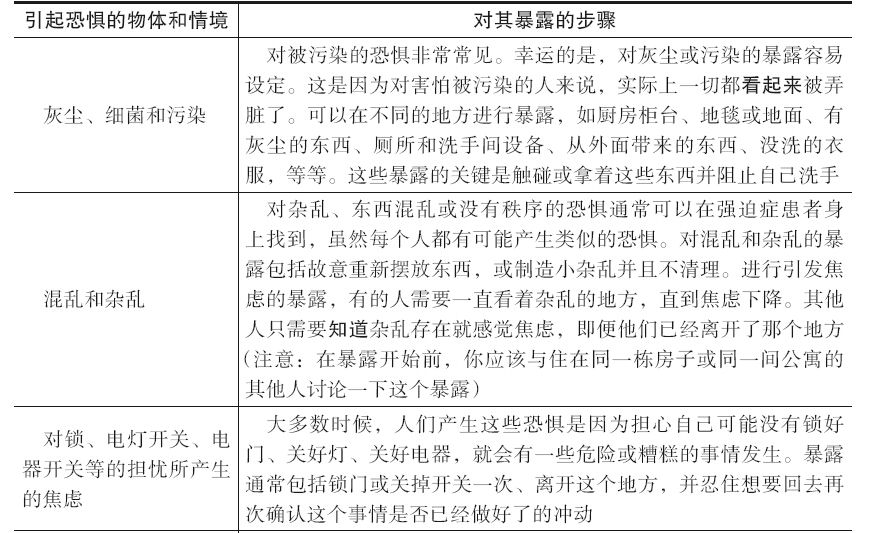 引起恐惧的物体和情境
对其暴露的步骤
灰尘、细菌和污染
对被污染的恐惧非常常见。幸运的是，对灰尘或污染的暴露容易
设定。这是因为对害怕被污染的人来说，实际上一切都看起来被弄
脏了。可以在不同的地方进行暴露，如厨房柜台、地毯或地面、有
灰尘的东西、厕所和洗手间设备、从外面带来的东西、没洗的衣
服，等等。这些暴露的关键是触碰或拿着这些东西并阻止自己洗手
混乱和杂乱
对杂乱、东西混乱或没有秩序的恐惧通常可以在强迫症患者身
上找到，虽然每个人都有可能产生类似的恐惧。对混乱和杂乱的暴
露包括故意重新摆放东西，或制造小杂乱并且不清理。进行引发焦
虑的暴露，有的人需要一直看着杂乱的地方，直到焦虑下降。其他
人只需要知道杂乱存在就感觉焦虑，即便他们已经离开了那个地方
（注意：在暴露开始前，你应该与住在同一栋房子或同一间公寓的
其他人讨论一下这个暴露）
对锁、电灯开关、电
器开关等的担忧所产生
的焦虑
大多数时候，人们产生这些恐惧是因为担心自己可能没有锁好
门、关好灯、关好电器，就会有一些危险或糟糕的事情发生。暴露
通常包括锁门或关掉开关一次、离开这个地方，并忍住想要回去再
次确认这个事情是否已经做好了的冲动